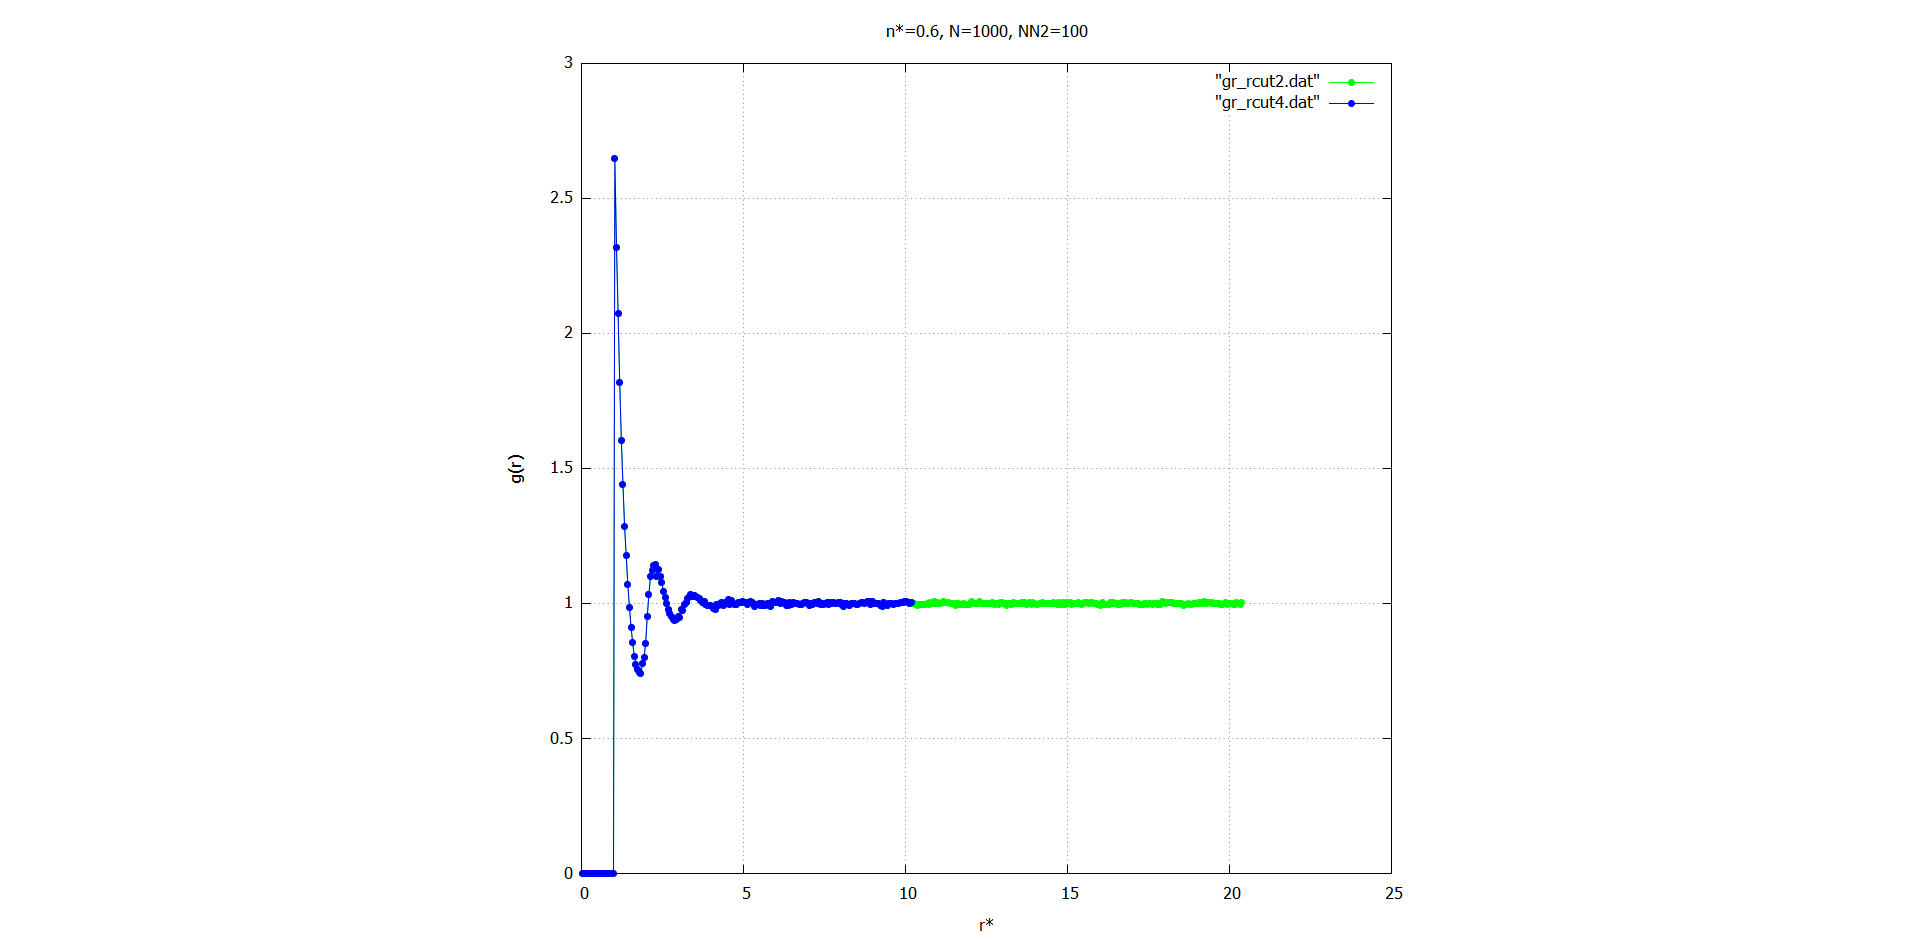 n*=0.6, N=1000, NN2=100
"gr_rcut2.dat"
"gr_rcut4.dat"
3
2.5
2
1.5
1
0.5
0
g(r)
0 5 10 15 20 25
r*